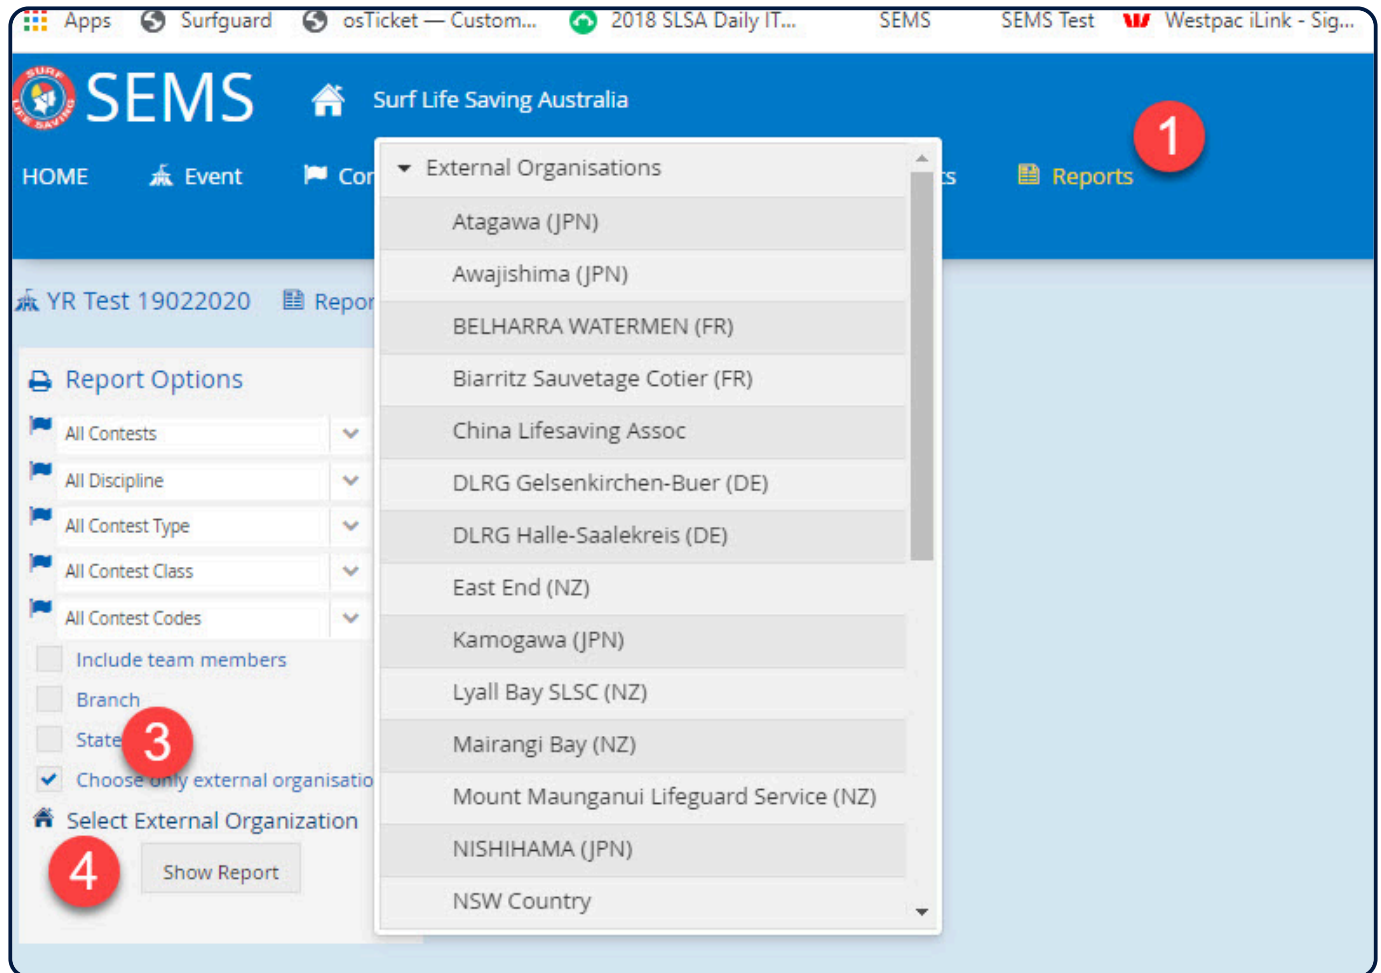 Apps Surfguard osTicket — Custom... 2018 SLSA Daily IT... SEMS SEMS Test Westpac iLink - Sig...
SURF
LIFE SAVING
SEMS Surf Life Saving Australia
1
HOME Event Cor s Reports
External Organisations
Atagawa (JPN)
Awajishima (JPN)
BELHARRA WATERMEN (FR)
Biarritz Sauvetage Cotier (FR)
China Lifesaving Assoc
DLRG Gelsenkirchen-Buer (DE)
DLRG Halle-Saalekreis (DE)
East End (NZ)
Kamogawa (JPN)
Lyall Bay SLSC (NZ)
Mairangi Bay (NZ)
Mount Maunganui Lifeguard Service (NZ)
NISHIHAMA (JPN)
NSW Country
YR Test 19022020 Repor
Report Options
All Contests
All Discipline
All Contest Type
All Contest Class
All Contest Codes
Include team members
Branch
State
3
Choose only external organisatio
Select External Organization
4
Show Report